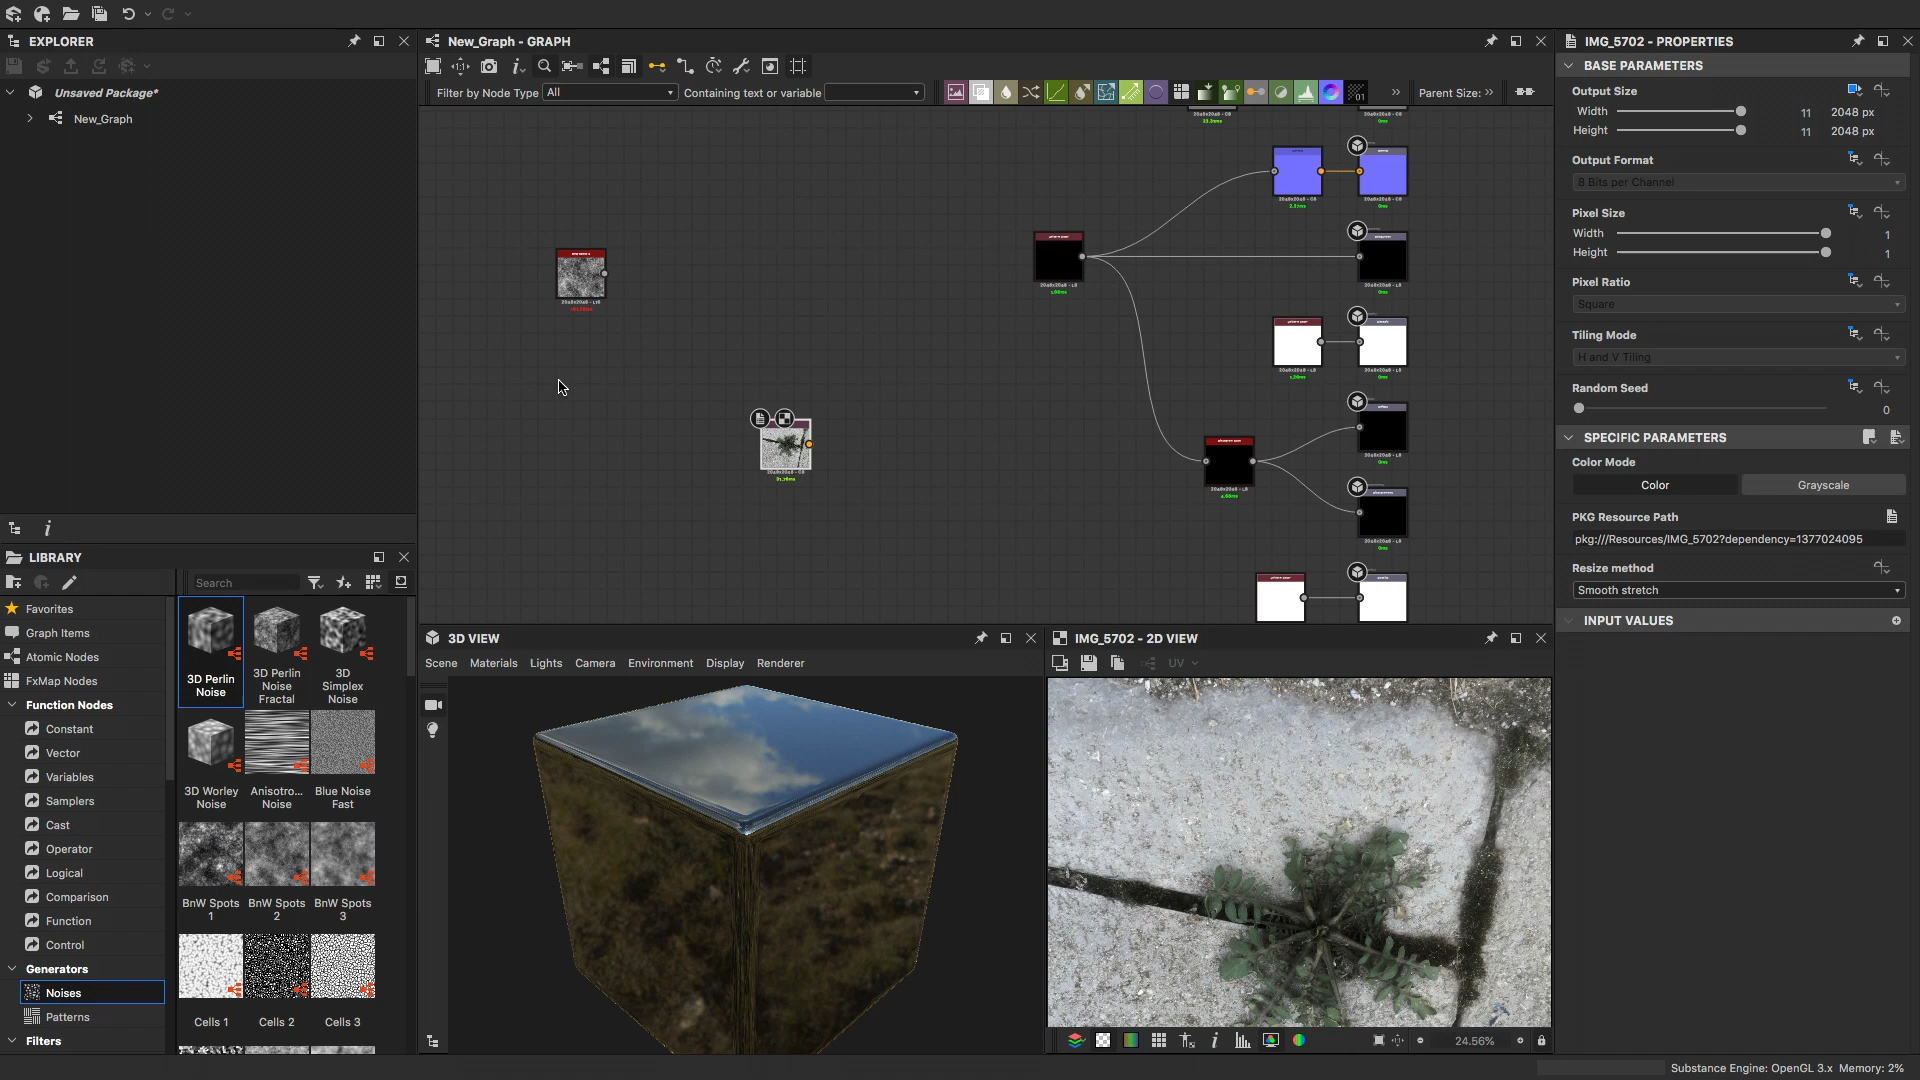 EXPLORER
Unsaved Package*
New_Graph
New_Graph - GRAPH
Filter by Node Type
All
Containing text or variable
01
Parent Size:
IMG_5702 - PROPERTIES
BASE PARAMETERS
Output Size
Width 11 2048 px
Height 11 2048 px
Output Format
8 Bits per Channel
Pixel Size
Width 1
Height 1
Pixel Ratio
Square
Tiling Mode
H and V Tiling
Random Seed
0
SPECIFIC PARAMETERS
Color Mode
Color Grayscale
PKG Resource Path
pkg:///Resources/IMG_5702?dependency=1377024095
Resize method
Smooth stretch
INPUT VALUES
LIBRARY
Search
Favorites
Graph Items
Atomic Nodes
FxMap Nodes
Function Nodes
Constant
Vector
Variables
Samplers
Cast
Operator
Logical
Comparison
Function
Control
Generators
Noises
Patterns
Filters
3D Perlin Noise
3D Perlin Noise Fractal
3D Simplex Noise
3D Worley Noise
Anisotro... Noise
Blue Noise Fast
BnW Spots 1
BnW Spots 2
BnW Spots 3
Cells 1
Cells 2
Cells 3
3D VIEW
Scene Materials Lights Camera Environment Display Renderer
IMG_5702 - 2D VIEW
UV
24.56%
Substance Engine: OpenGL 3.x Memory: 2%